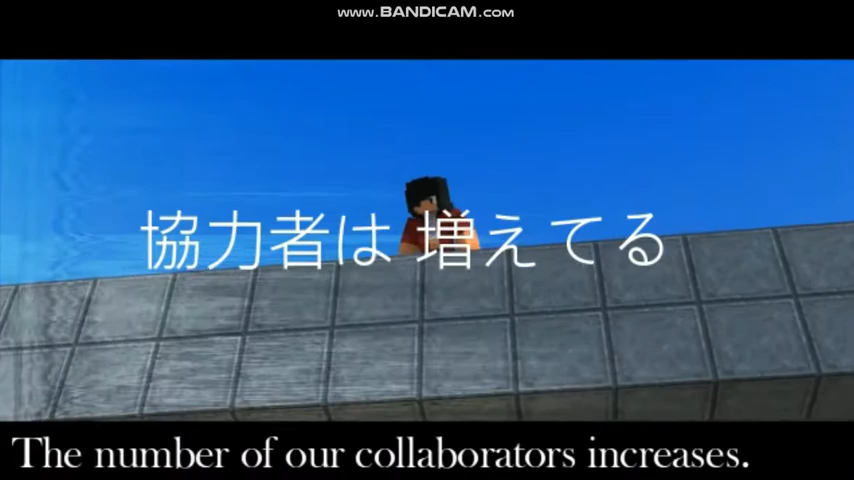 www.BANDICAM.com
協力者は 増えてる
The number of our collaborators increases.